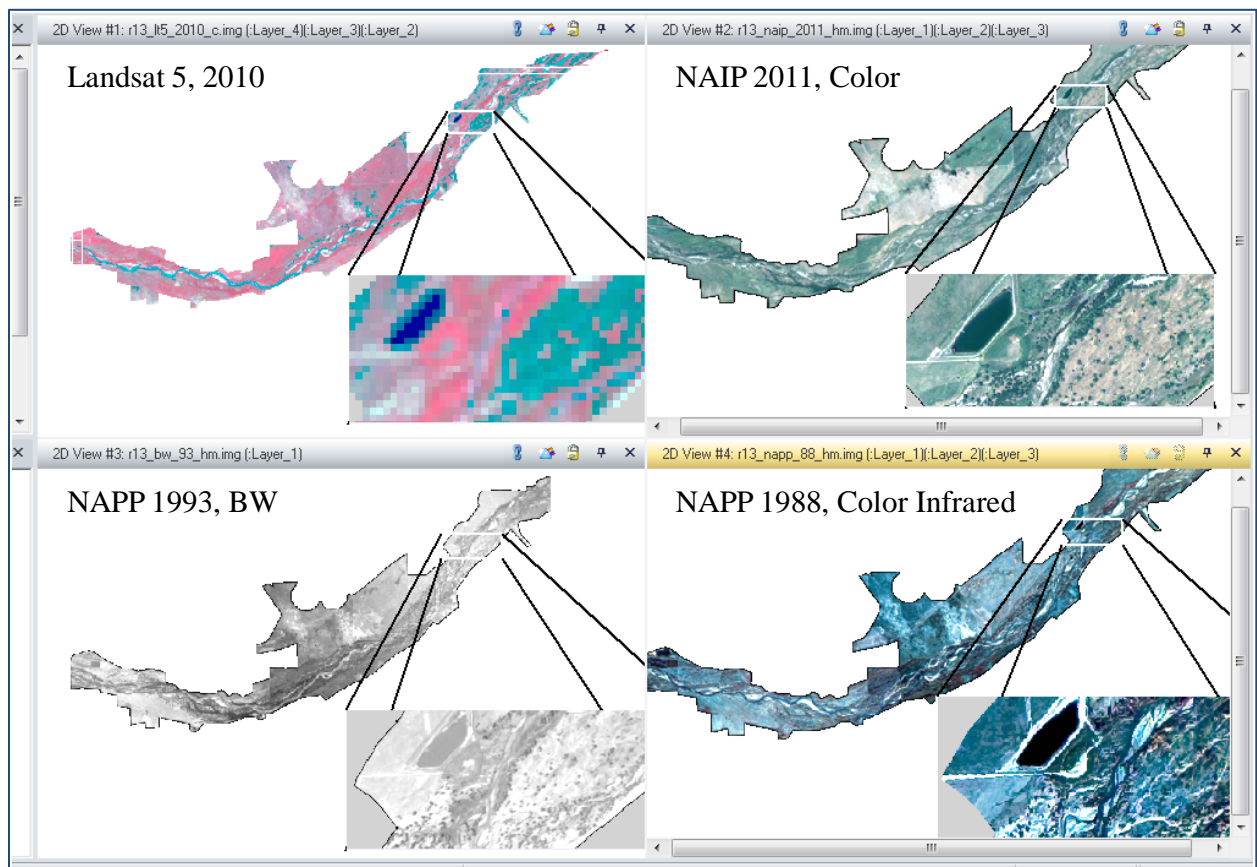 2D View #1: r13_lt5_2010_c.img (:Layer_4)(:Layer_3)(:Layer_2)
Landsat 5, 2010
2D View #2: r13_naip_2011_hm.img (:Layer_1)(:Layer_2)(:Layer_3)
NAIP 2011, Color
2D View #3: r13_bw_93_hm.img (:Layer_1)
NAPP 1993, BW
2D View #4: r13_napp_88_hm.img (:Layer_1)(:Layer_2)(:Layer_3)
NAPP 1988, Color Infrared